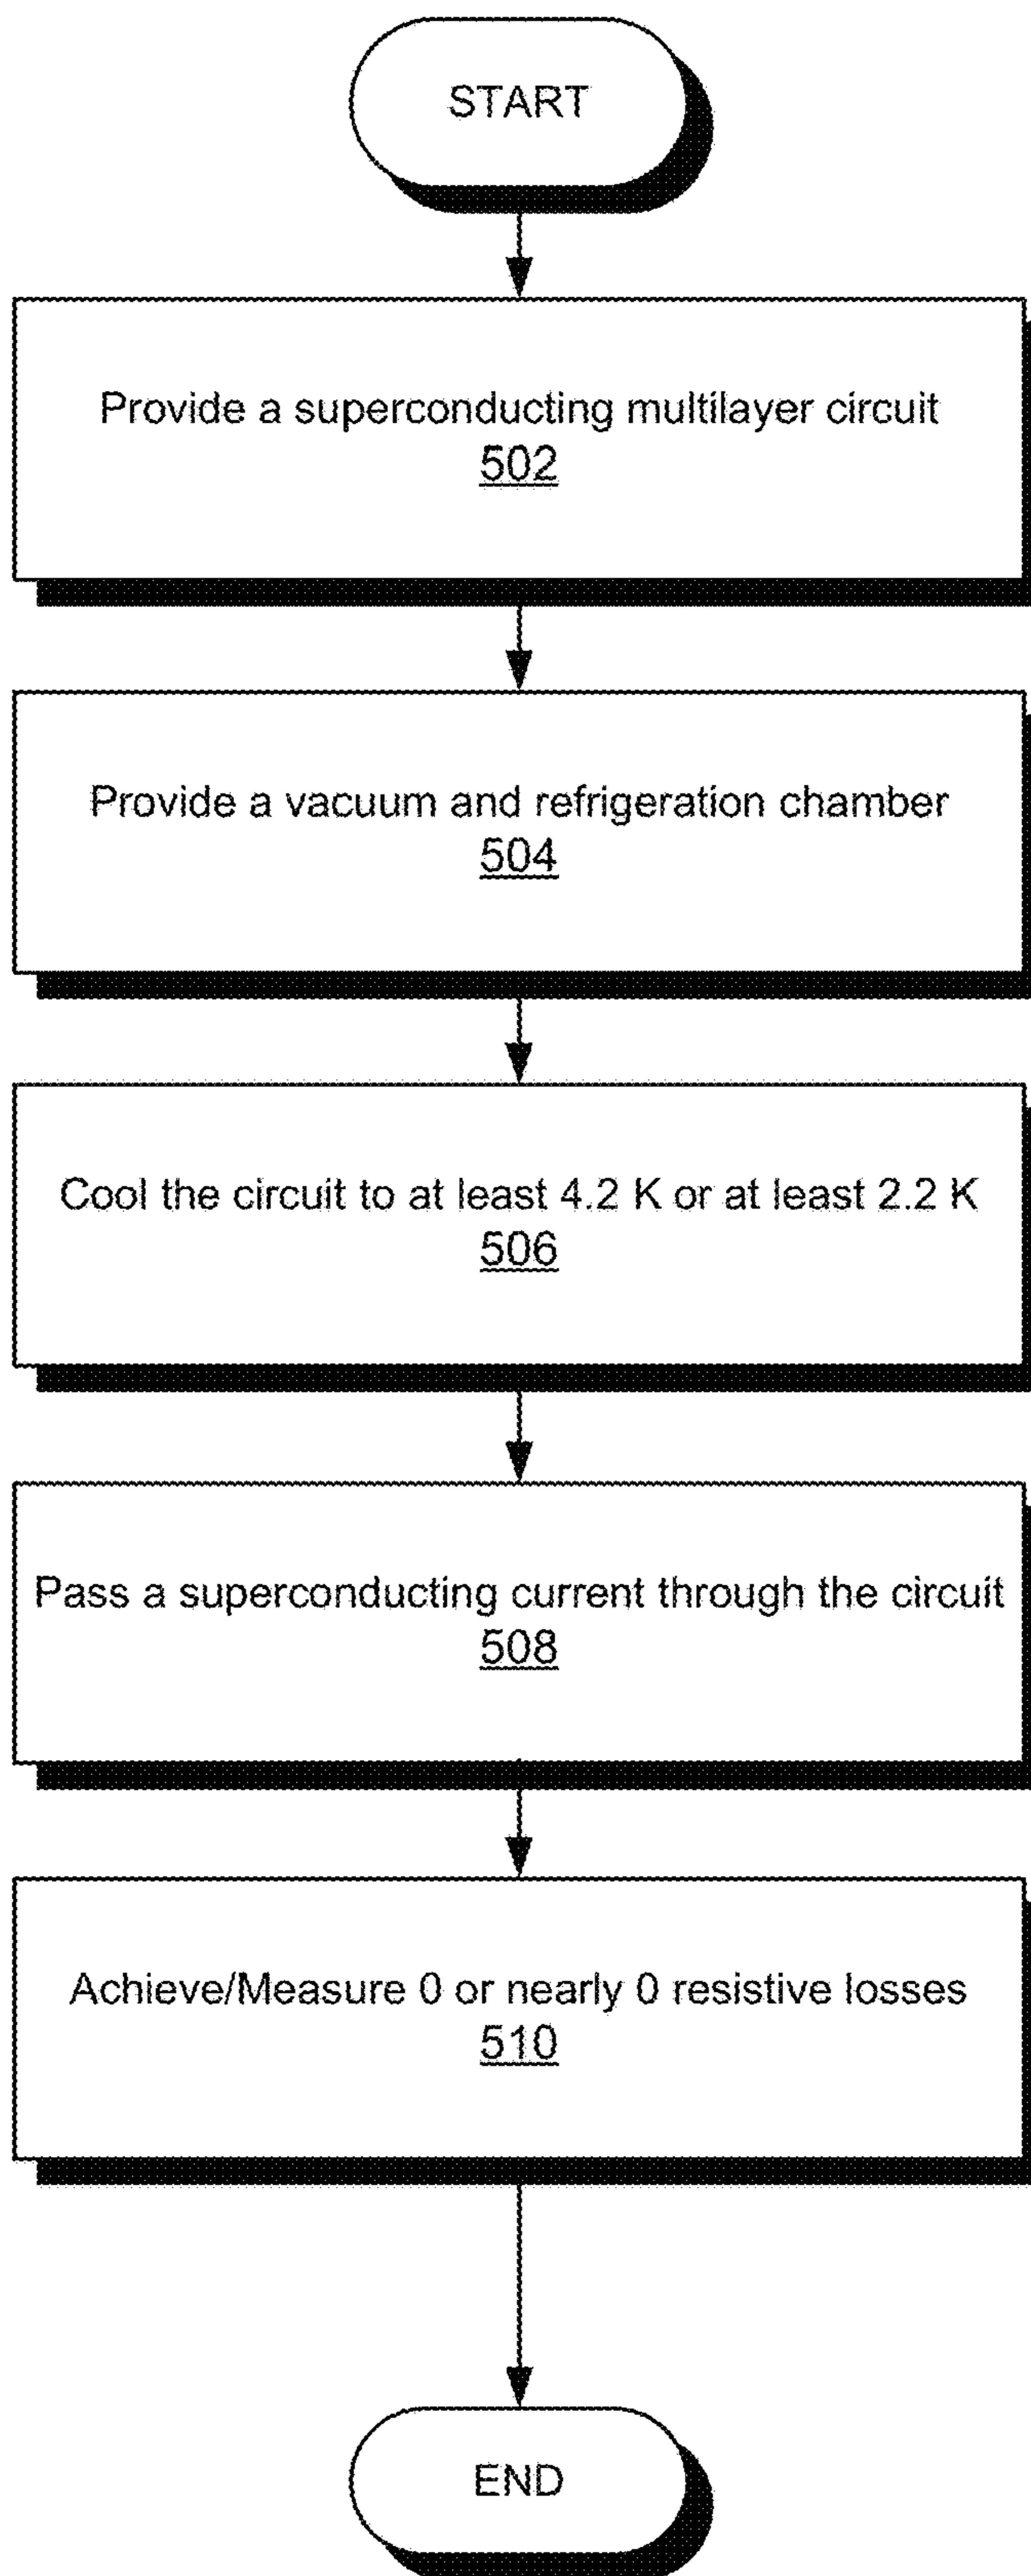 START
Provide a superconducting multilayer circuit
502
Provide a vacuum and refrigeration chamber
504
Cool the circuit to at least 4.2 K or at least 2.2 K
506
Pass a superconducting current through the circuit
508
Achieve/Measure 0 or nearly 0 resistive losses
510
END